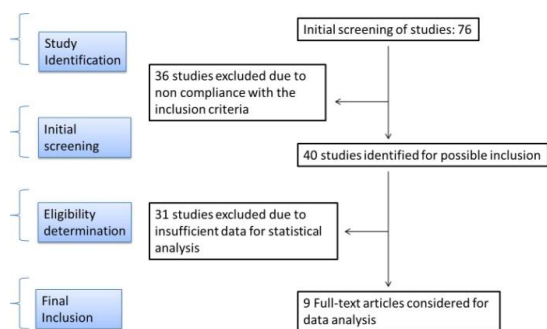 Study
Identification
Initial screening of studies: 76
36 studies excluded due to
non compliance with the
inclusion criteria
Initial
screening
40 studies identified for possible inclusion
Eligibility
determination
31 studies excluded due to
insufficient data for statistical
analysis
Final
Inclusion
9 Full-text articles considered for
data analysis